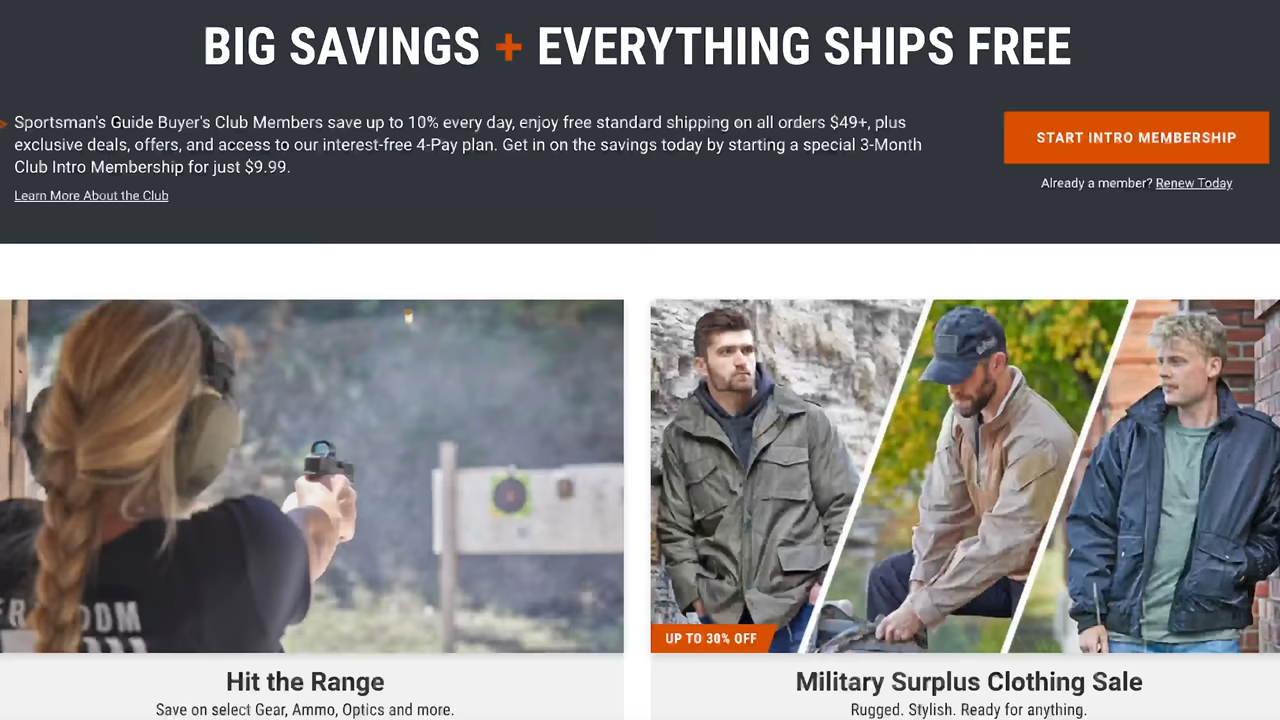 BIG SAVINGS + EVERYTHING SHIPS FREE
Sportsman's Guide Buyer's Club Members save up to 10% every day, enjoy free standard shipping on all orders $49+, plus
exclusive deals, offers, and access to our interest-free 4-Pay plan. Get in on the savings today by starting a special 3-Month
Club Intro Membership for just $9.99.
Learn More About the Club
START INTRO MEMBERSHIP
Already a member? Renew Today
UP TO 30% OFF
Hit the Range
Save on select Gear, Ammo, Optics and more.
Military Surplus Clothing Sale
Rugged. Stylish. Ready for anything.